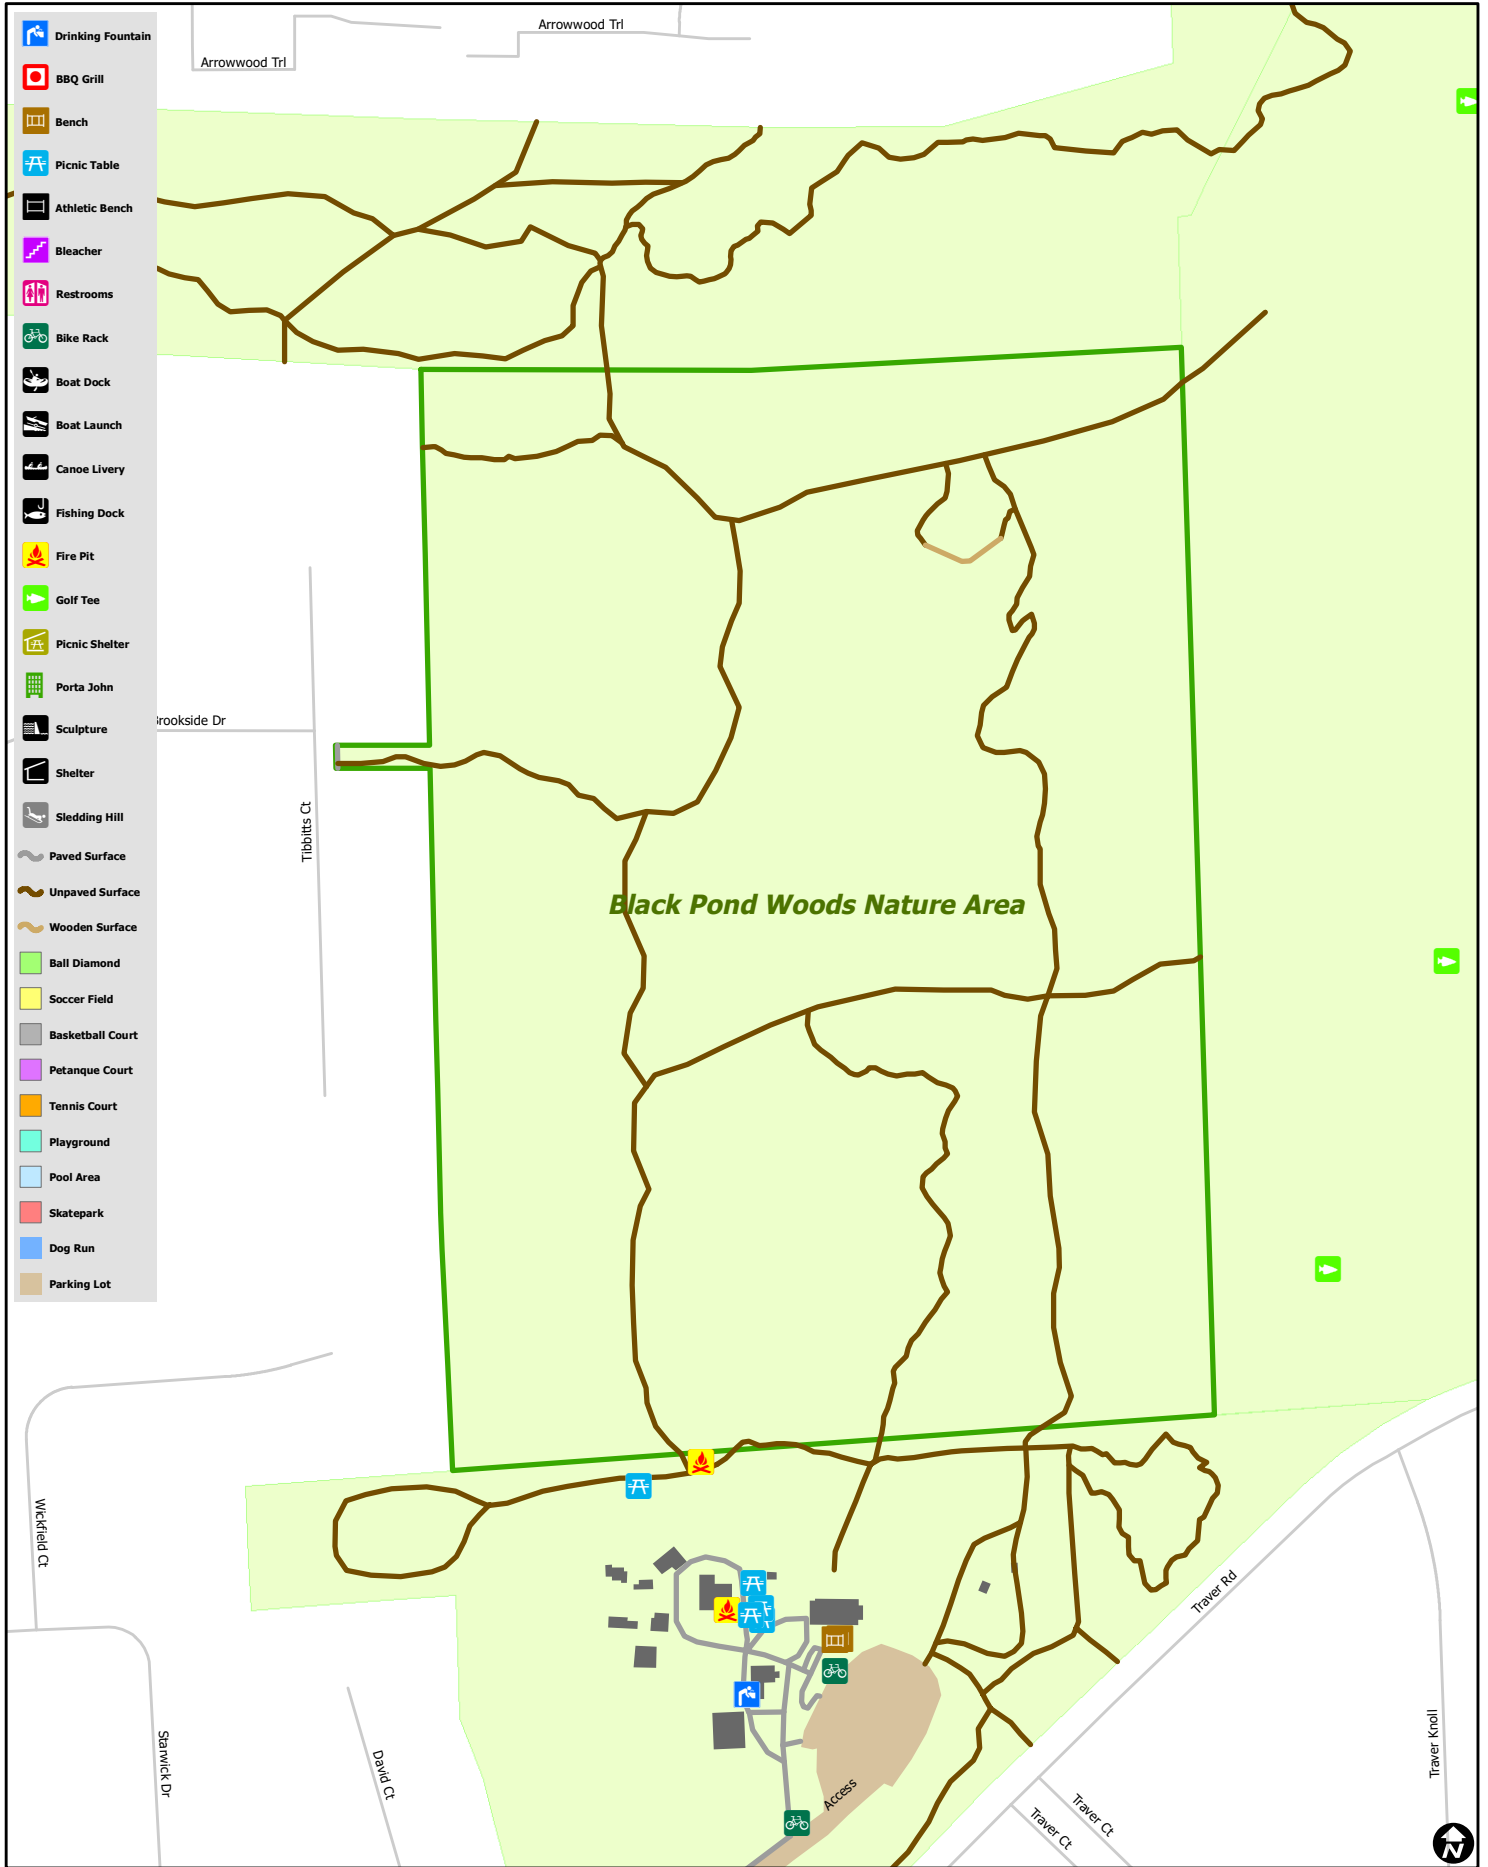 Drinking Fountain
BBQ Grill
Bench
Picnic Table
Athletic Bench
Bleacher
Restrooms
Bike Rack
Boat Dock
Boat Launch
Canoe Livery
Fishing Dock
Fire Pit
Golf Tee
Picnic Shelter
Porta John
Sculpture
Shelter
Sledding Hill
Paved Surface
Unpaved Surface
Wooden Surface
Ball Diamond
Soccer Field
Basketball Court
Petanque Court
Tennis Court
Playground
Pool Area
Skatepark
Dog Run
Parking Lot
Arrowwood Trl
Arrowwood Trl
Brookside Dr
Tibbitts Ct
Black Pond Woods Nature Area
Wickfield Ct
Starwick Dr
David Ct
Access
Traver Rd
Traver Ct
Traver Ct
Traver Knoll
N